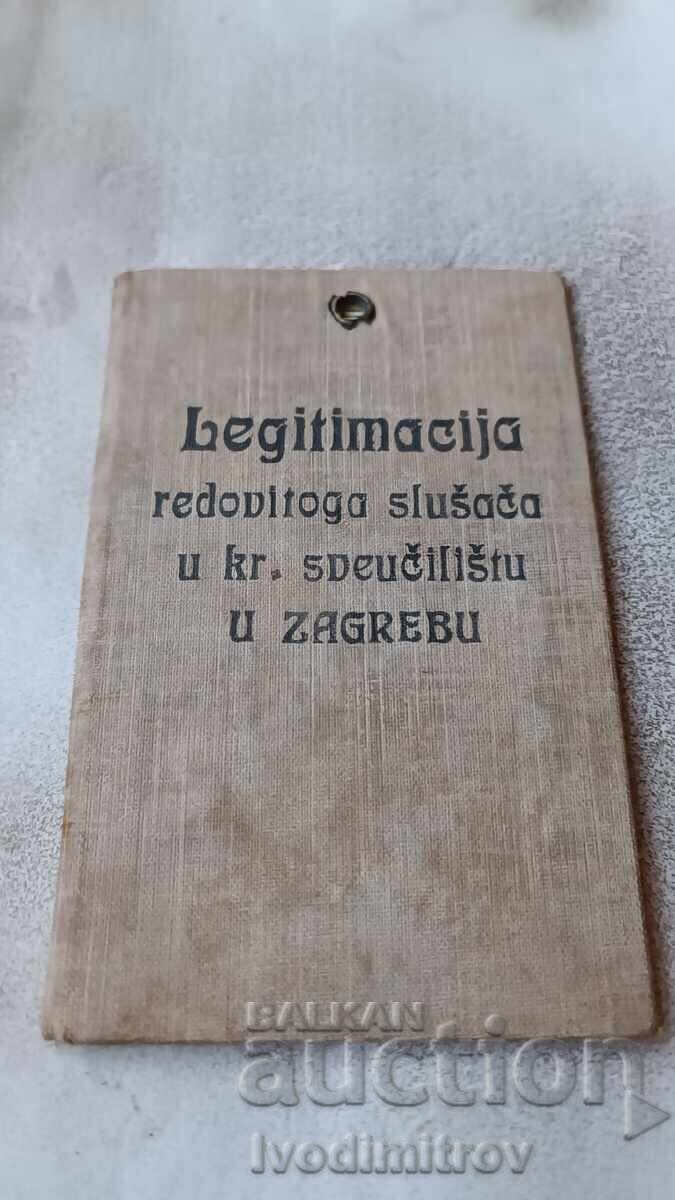 Legitimacija
redovitoga slušača
u kr. sveučilištu
U ZAGREBU
BALKAN
auction
Ivodimitrov